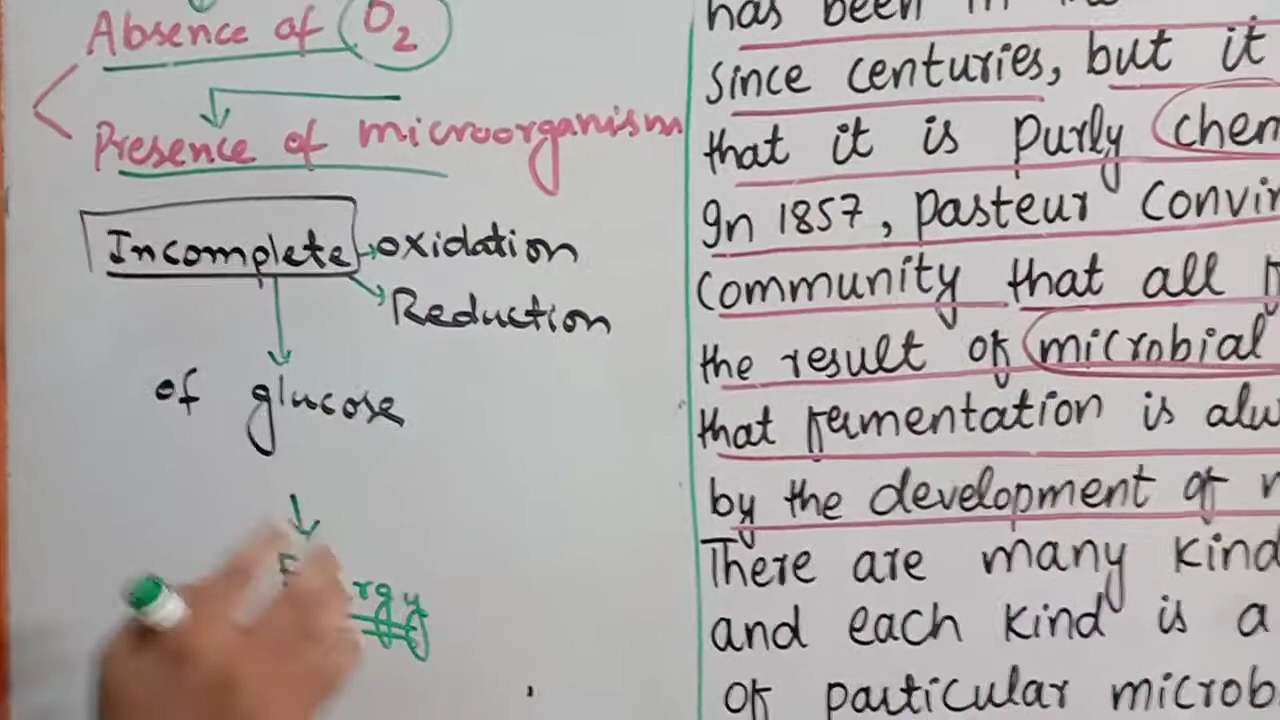 Absence of O2
Presence of microorganism
Incomplete oxidation
Reduction
of glucose
has been in
since centuries, but it
that it is purly chem
In 1857, pasteur convin
community that all
the result of microbial
that fermentation is alw
by the development of
There are many kind
and each kind is a
of particular microb